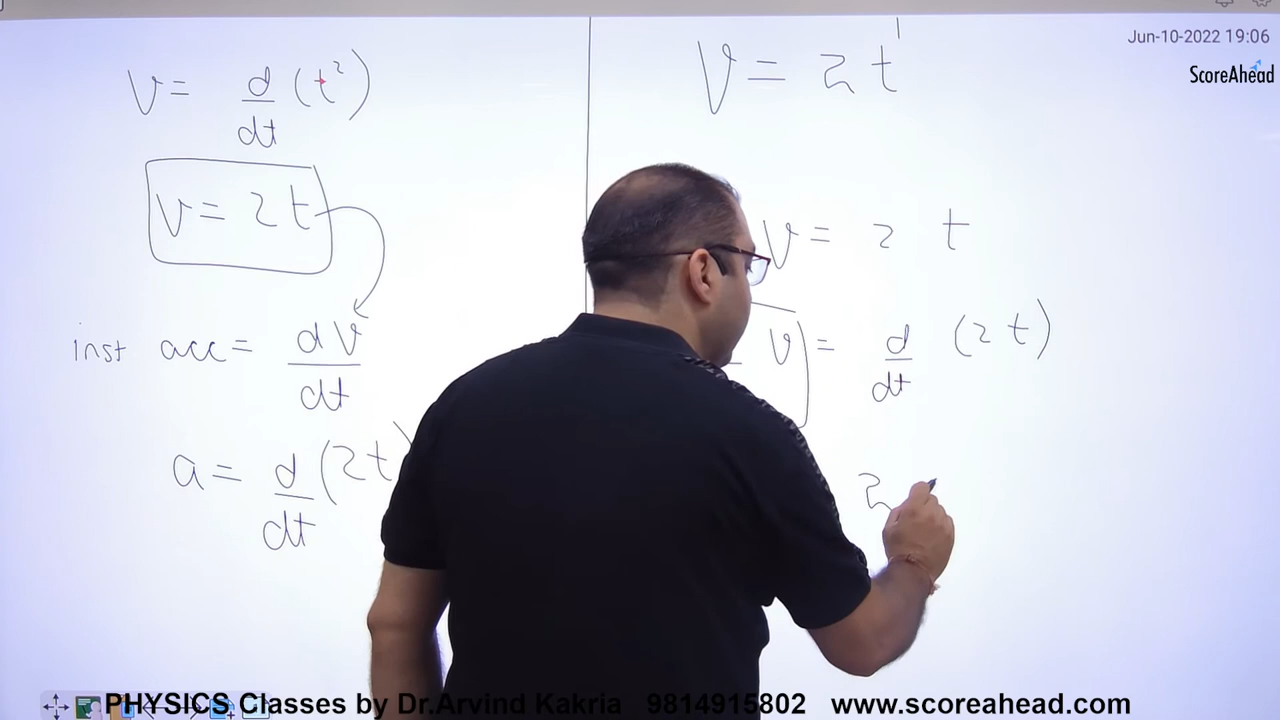 V = d/dt (t²)
V = 2t
inst acc = dV/dt
a = d/dt (2t
V = 2t¹
V = 2 t
V) = d/dt (2t)
2
Jun-10-2022 19:06
ScoreAhead
PHYSICS Classes by Dr.Arvind Kakria 9814915802 www.scoreahead.com